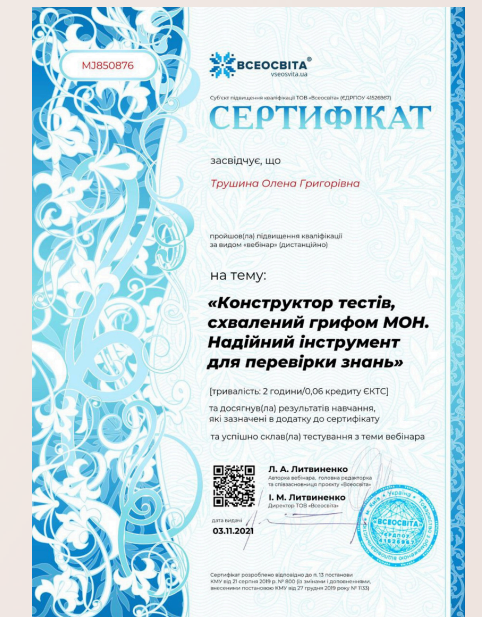 MJ850876
ВСЕОСВІТА®
vseosvita.ua
Суб'єкт підвищення кваліфікації ТОВ «Всеосвіта» (ЄДРПОУ 41526967)
СЕРТИФІКАТ
засвідчує, що
Трушина Олена Григорівна
пройшов(ла) підвищення кваліфікації
за видом «вебінар» (дистанційно)
на тему:
«Конструктор тестів,
схвалений грифом МОН.
Надійний інструмент
для перевірки знань»
[тривалість: 2 години/0,06 кредиту ЄКТС]
та досягнув(ла) результатів навчання,
які зазначені в додатку до сертифікату
та успішно склав(ла) тестування з теми вебінара
Л. А. Литвиненко
Авторка вебінара, головна редакторка
та співзасновниця проєкту «Всеосвіта»
І. М. Литвиненко
Директор ТОВ «Всеосвіта»
дата видачі
03.11.2021
Україна
ВСЕОСВІТА
Сертифікат розроблено відповідно до п. 13 постанови
КМУ від 21 серпня 2019 р. № 800 (із змінами і доповненнями,
внесеними постановою КМУ від 27 грудня 2019 року № 1133)